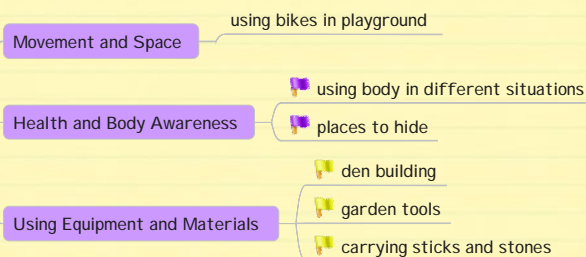 using bikes in playground
Movement and Space
using body in different situations
Health and Body Awareness
places to hide
den building
garden tools
Using Equipment and Materials
carrying sticks and stones